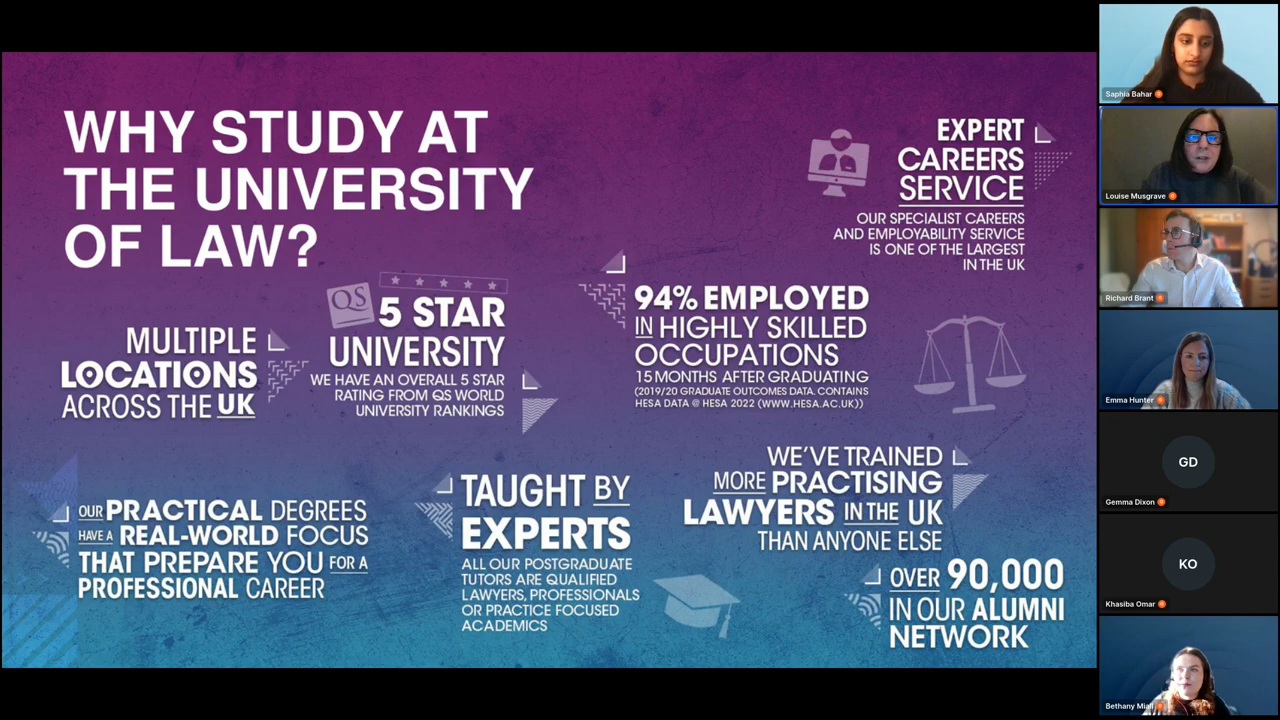 WHY STUDY AT
THE UNIVERSITY
OF LAW?
EXPERT
CAREERS
SERVICE
OUR SPECIALIST CAREERS
AND EMPLOYABILITY SERVICE
IS ONE OF THE LARGEST
IN THE UK
MULTIPLE
LOCATIONS
ACROSS THE UK
QS
5 STAR
UNIVERSITY
WE HAVE AN OVERALL 5 STAR
RATING FROM QS WORLD
UNIVERSITY RANKINGS
94% EMPLOYED
IN HIGHLY SKILLED
OCCUPATIONS
15 MONTHS AFTER GRADUATING
(2019/20 GRADUATE OUTCOMES DATA. CONTAINS
HESA DATA @ HESA 2022 (WWW.HESA.AC.UK))
OUR PRACTICAL DEGREES
HAVE A REAL-WORLD FOCUS
THAT PREPARE YOU FOR A
PROFESSIONAL CAREER
TAUGHT BY
EXPERTS
ALL OUR POSTGRADUATE
TUTORS ARE QUALIFIED
LAWYERS, PROFESSIONALS
OR PRACTICE FOCUSED
ACADEMICS
WE'VE TRAINED
MORE PRACTISING
LAWYERS IN THE UK
THAN ANYONE ELSE
OVER 90,000
IN OUR ALUMNI
NETWORK
Saphia Bahar
Louise Musgrave
Richard Brant
Emma Hunter
GD
Gemma Dixon
KO
Khasiba Omar
Bethany Miall